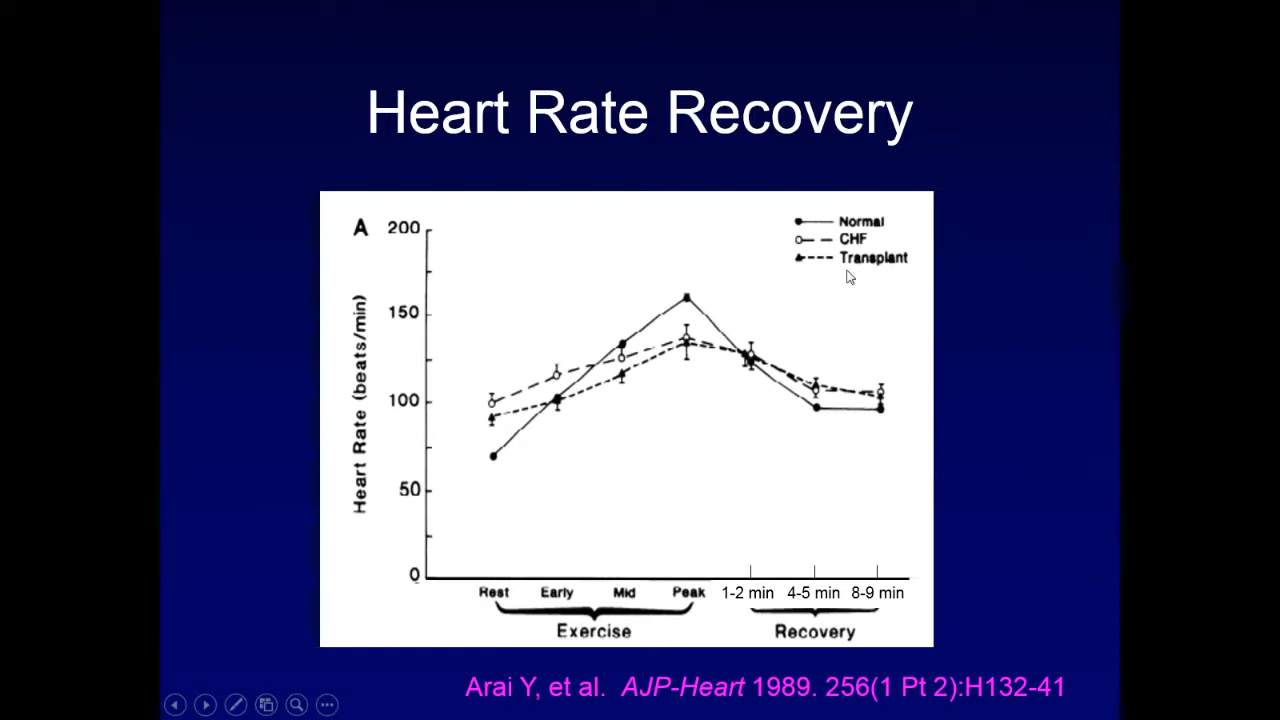 Heart Rate Recovery
A
200
150
100
50
0
Heart Rate (beats/min)
Normal
CHF
Transplant
Rest Early Mid Peak 1-2 min 4-5 min 8-9 min
Exercise Recovery
Arai Y, et al. AJP-Heart 1989. 256(1 Pt 2):H132-41